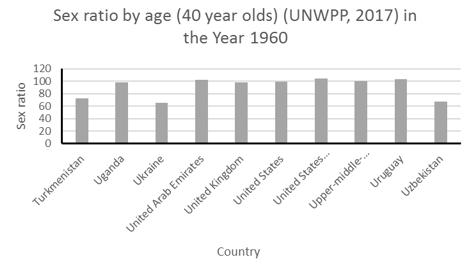 Sex ratio by age (40 year olds) (UNWPP, 2017) in
the Year 1960
120
100
80
60
40
20
0
Sex ratio
Turkmenistan
Uganda
Ukraine
United Arab Emirates
United Kingdom
United States
United States...
Upper-middle-...
Uruguay
Uzbekistan
Country